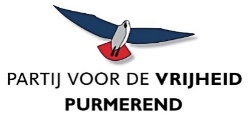 PARTIJ VOOR DE VRIJHEID
PURMEREND